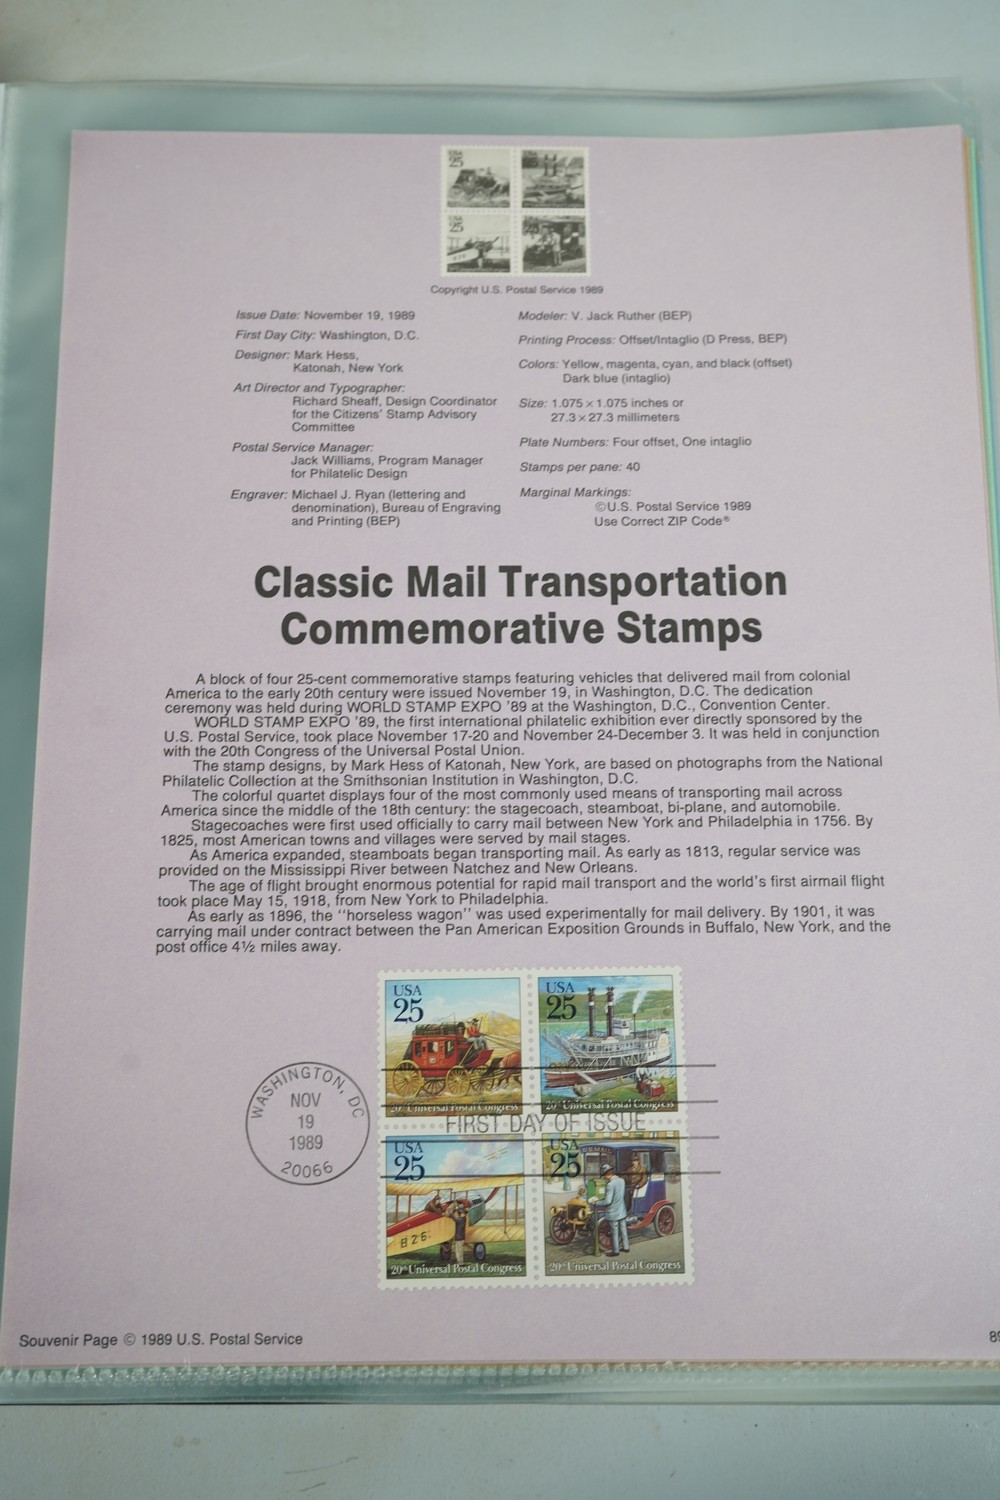 USA 25
USA 25
USA 25
Copyright U.S. Postal Service 1989
Issue Date: November 19, 1989
First Day City: Washington, D.C.
Designer: Mark Hess,
Katonah, New York
Art Director and Typographer:
Richard Sheaff, Design Coordinator
for the Citizens' Stamp Advisory
Committee
Postal Service Manager:
Jack Williams, Program Manager
for Philatelic Design
Engraver: Michael J. Ryan (lettering and
denomination), Bureau of Engraving
and Printing (BEP)
Modeler: V. Jack Ruther (BEP)
Printing Process: Offset/Intaglio (D Press, BEP)
Colors: Yellow, magenta, cyan, and black (offset)
Dark blue (intaglio)
Size: 1.075 × 1.075 inches or
27.3 × 27.3 millimeters
Plate Numbers: Four offset, One intaglio
Stamps per pane: 40
Marginal Markings:
©U.S. Postal Service 1989
Use Correct ZIP Code®
Classic Mail Transportation
Commemorative Stamps
A block of four 25-cent commemorative stamps featuring vehicles that delivered mail from colonial
America to the early 20th century were issued November 19, in Washington, D.C. The dedication
ceremony was held during WORLD STAMP EXPO '89 at the Washington, D.C., Convention Center.
WORLD STAMP EXPO '89, the first international philatelic exhibition ever directly sponsored by the
U.S. Postal Service, took place November 17-20 and November 24-December 3. It was held in conjunction
with the 20th Congress of the Universal Postal Union.
The stamp designs, by Mark Hess of Katonah, New York, are based on photographs from the National
Philatelic Collection at the Smithsonian Institution in Washington, D.C.
The colorful quartet displays four of the most commonly used means of transporting mail across
America since the middle of the 18th century: the stagecoach, steamboat, bi-plane, and automobile.
Stagecoaches were first used officially to carry mail between New York and Philadelphia in 1756. By
1825, most American towns and villages were served by mail stages.
As America expanded, steamboats began transporting mail. As early as 1813, regular service was
provided on the Mississippi River between Natchez and New Orleans.
The age of flight brought enormous potential for rapid mail transport and the world's first airmail flight
took place May 15, 1918, from New York to Philadelphia.
As early as 1896, the "horseless wagon" was used experimentally for mail delivery. By 1901, it was
carrying mail under contract between the Pan American Exposition Grounds in Buffalo, New York, and the
post office 4½ miles away.
USA 25
20th Universal Postal Congress
USA 25
20th Universal Postal Congress
WASHINGTON, DC
NOV
19
1989
20066
FIRST DAY OF ISSUE
USA 25
B 26
20th Universal Postal Congress
USA 25
20th Universal Postal Congress
Souvenir Page © 1989 U.S. Postal Service